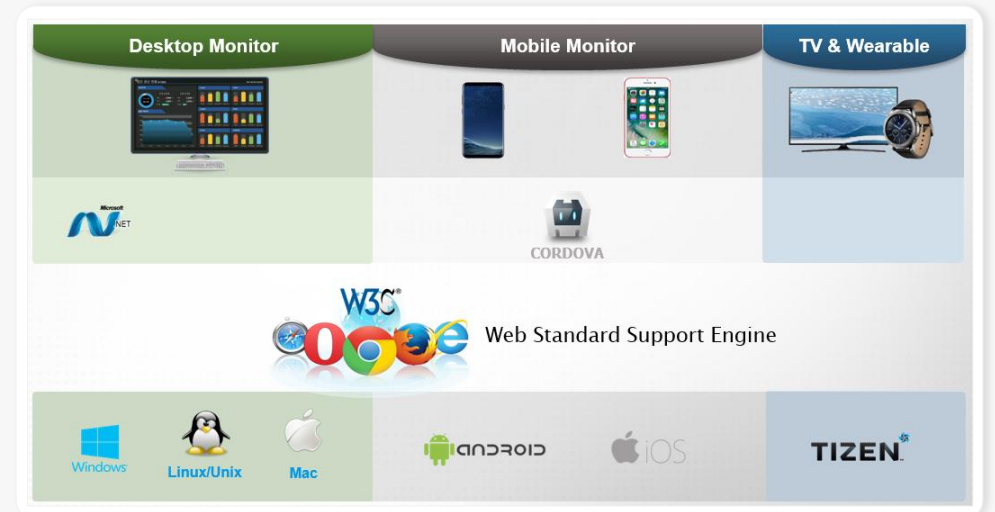 Desktop Monitor
Mobile Monitor
TV & Wearable
Microsoft
.NET
CORDOVA
W3C®
Web Standard Support Engine
Windows
Linux/Unix
Mac
android
iOS
TIZEN™